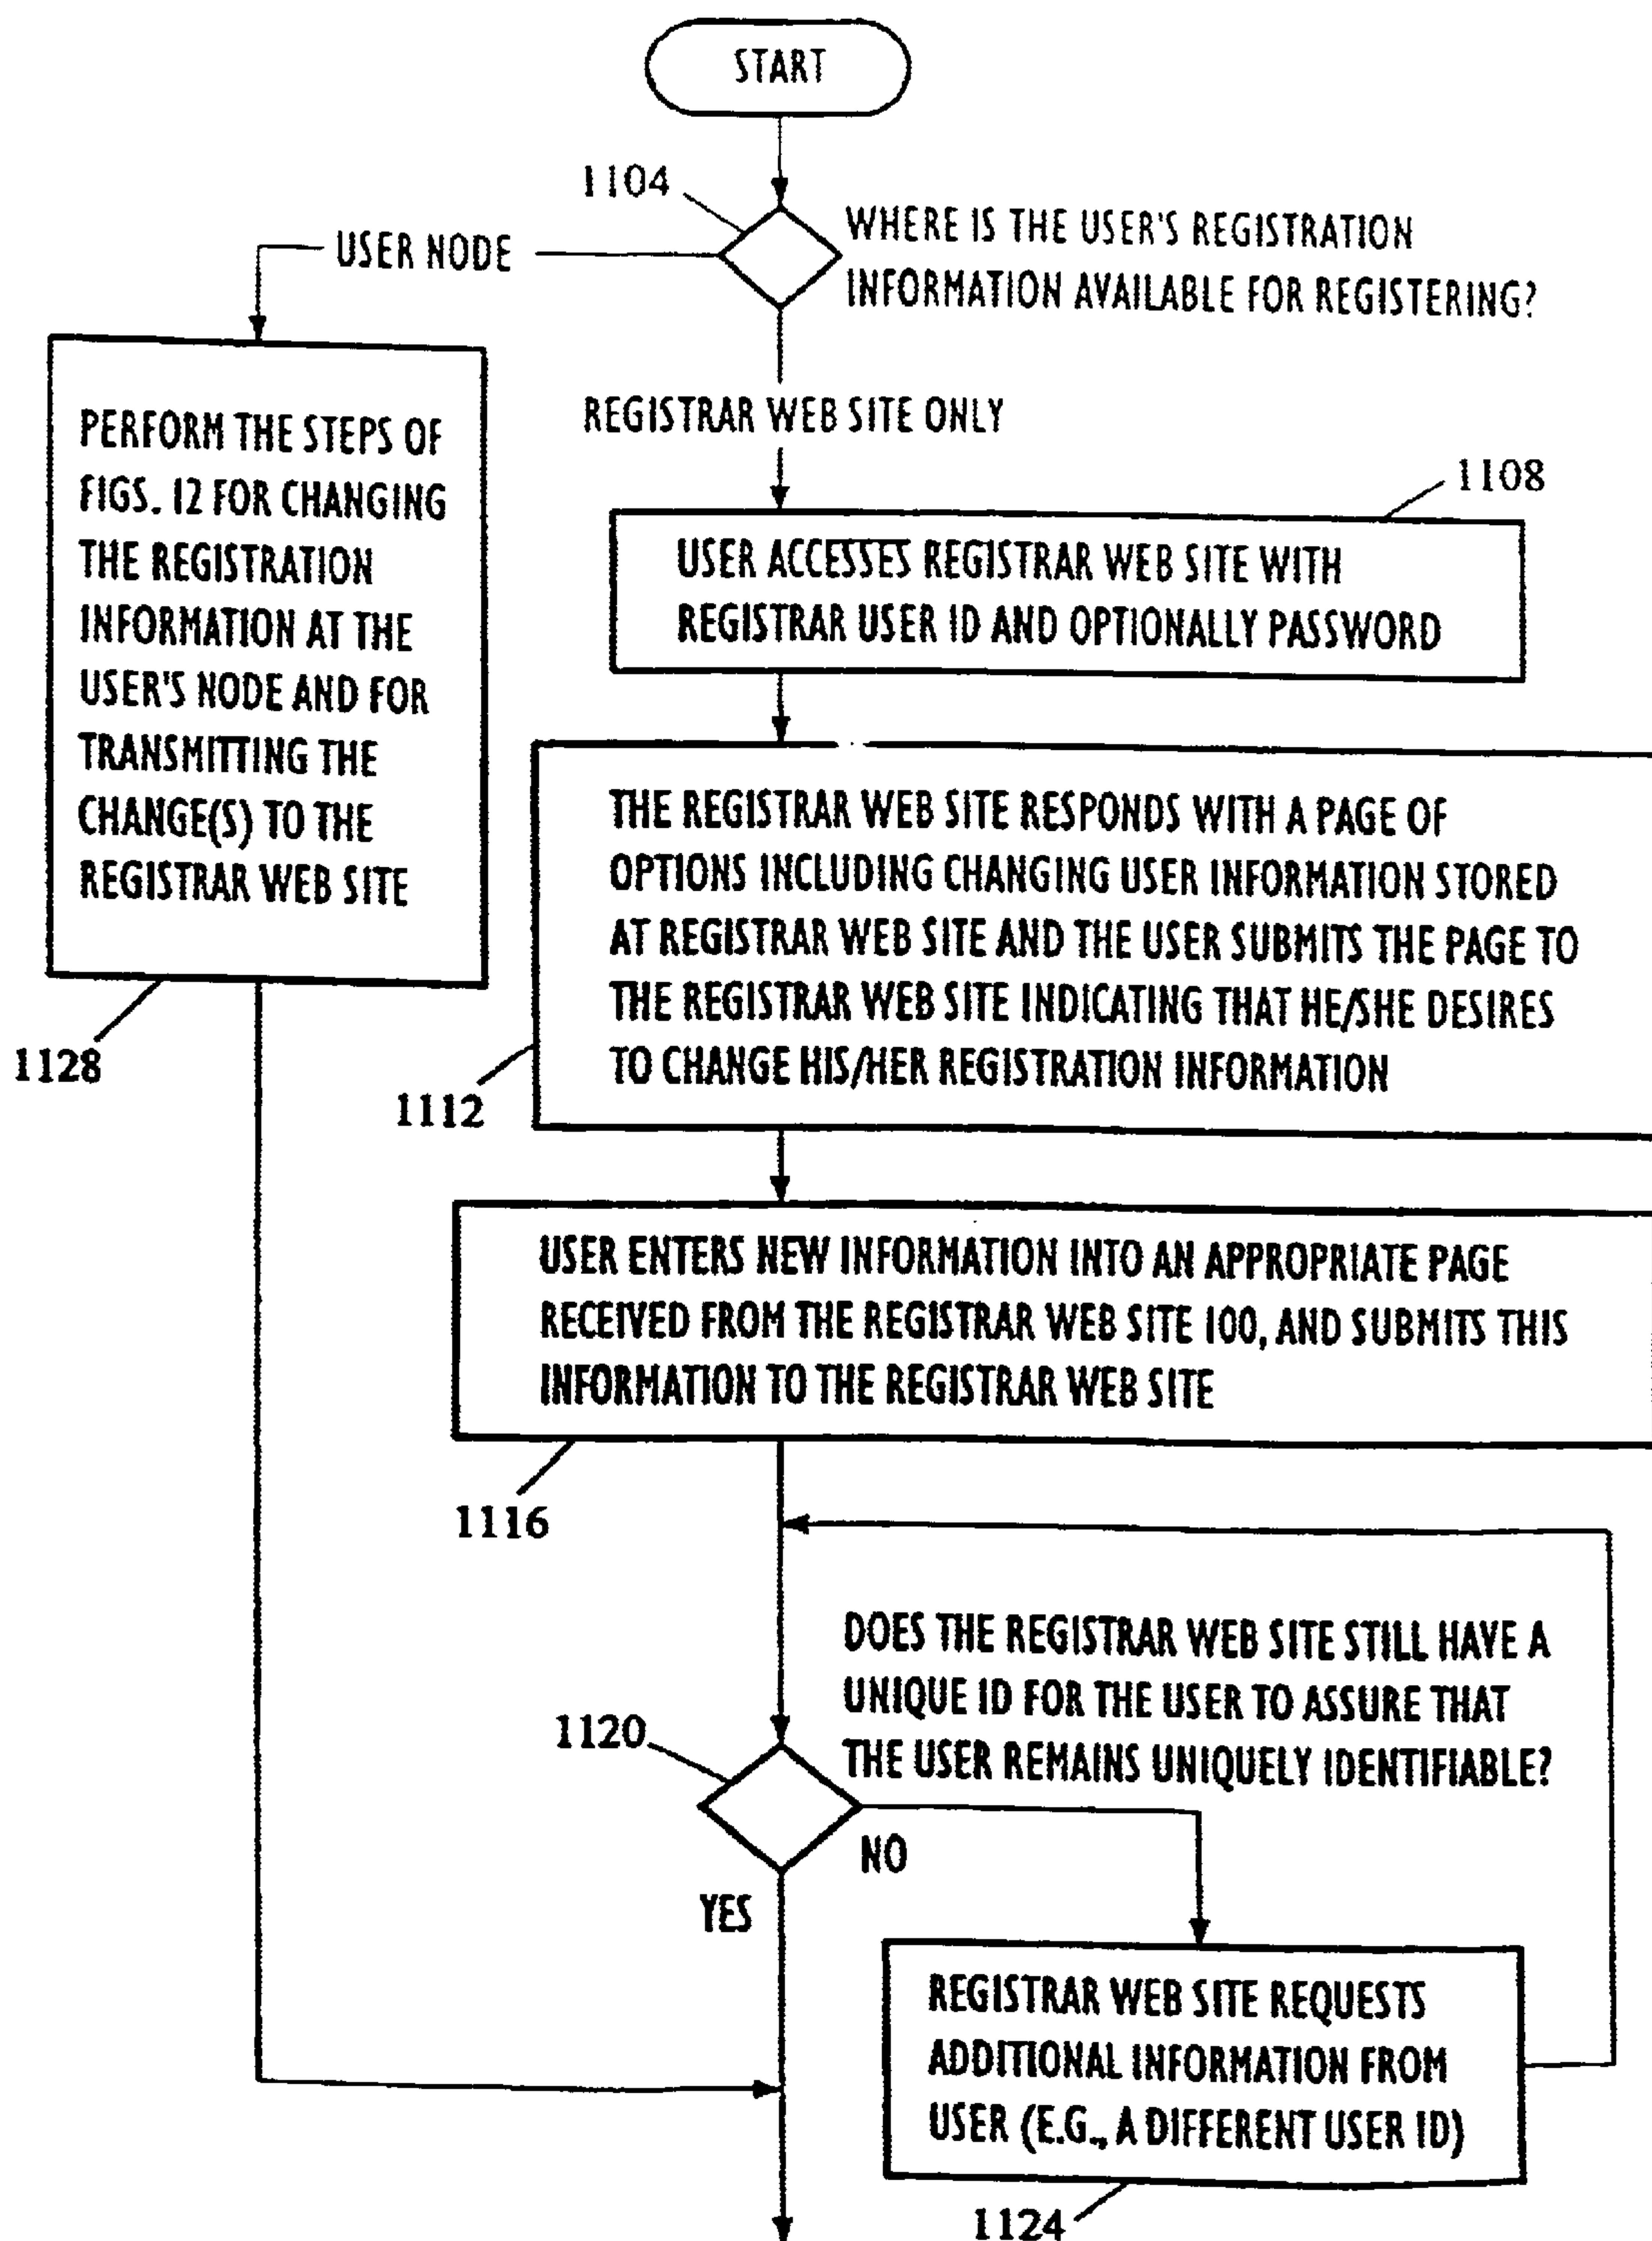 START
1104
WHERE IS THE USER'S REGISTRATION
INFORMATION AVAILABLE FOR REGISTERING?
USER NODE
REGISTRAR WEB SITE ONLY
PERFORM THE STEPS OF
FIGS. 12 FOR CHANGING
THE REGISTRATION
INFORMATION AT THE
USER'S NODE AND FOR
TRANSMITTING THE
CHANGE(S) TO THE
REGISTRAR WEB SITE
1128
1108
USER ACCESSES REGISTRAR WEB SITE WITH
REGISTRAR USER ID AND OPTIONALLY PASSWORD
THE REGISTRAR WEB SITE RESPONDS WITH A PAGE OF
OPTIONS INCLUDING CHANGING USER INFORMATION STORED
AT REGISTRAR WEB SITE AND THE USER SUBMITS THE PAGE TO
THE REGISTRAR WEB SITE INDICATING THAT HE/SHE DESIRES
TO CHANGE HIS/HER REGISTRATION INFORMATION
1112
USER ENTERS NEW INFORMATION INTO AN APPROPRIATE PAGE
RECEIVED FROM THE REGISTRAR WEB SITE 100, AND SUBMITS THIS
INFORMATION TO THE REGISTRAR WEB SITE
1116
DOES THE REGISTRAR WEB SITE STILL HAVE A
UNIQUE ID FOR THE USER TO ASSURE THAT
THE USER REMAINS UNIQUELY IDENTIFIABLE?
1120
NO
YES
REGISTRAR WEB SITE REQUESTS
ADDITIONAL INFORMATION FROM
USER (E.G., A DIFFERENT USER ID)
1124